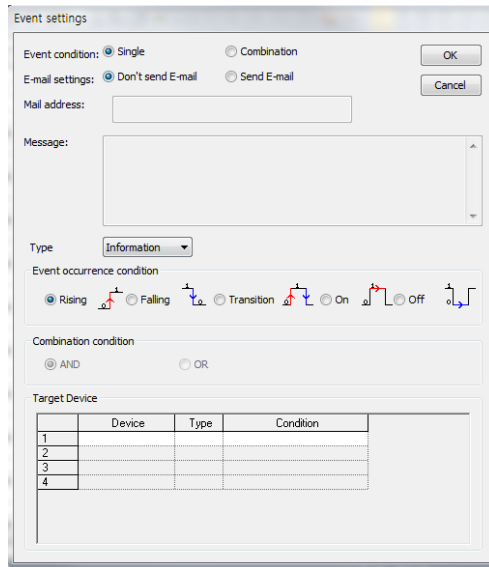 Event settings
Event condition: Single Combination OK
E-mail settings: Don't send E-mail Send E-mail Cancel
Mail address:
Message:
Type Information
Event occurrence condition
Rising 1 0 Falling 1 0 Transition 1 0 On 1 0 Off 1 0
Combination condition
AND OR
Target Device
Device Type Condition
1
2
3
4